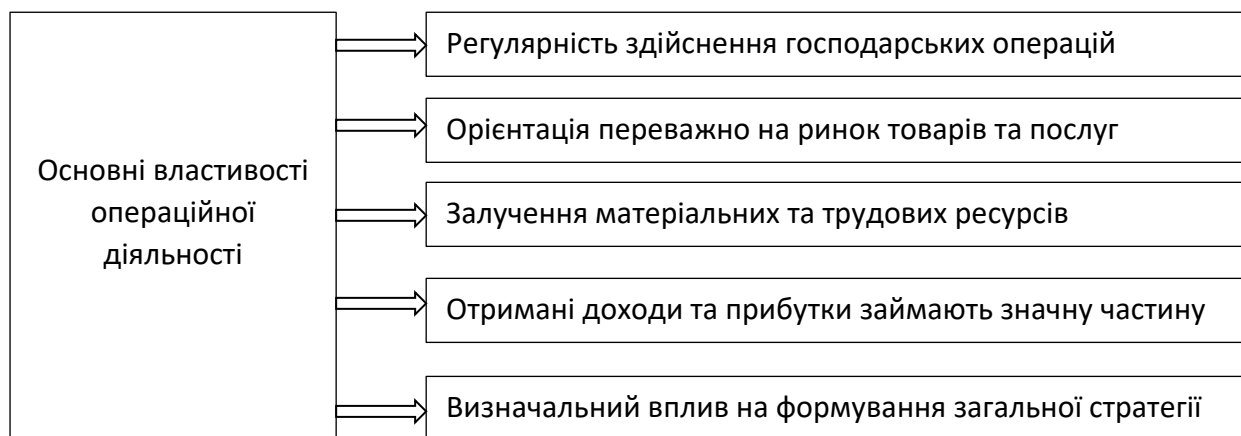 Основні властивості
операційної
діяльності
Регулярність здійснення господарських операцій
Орієнтація переважно на ринок товарів та послуг
Залучення матеріальних та трудових ресурсів
Отримані доходи та прибутки займають значну частину
Визначальний вплив на формування загальної стратегії